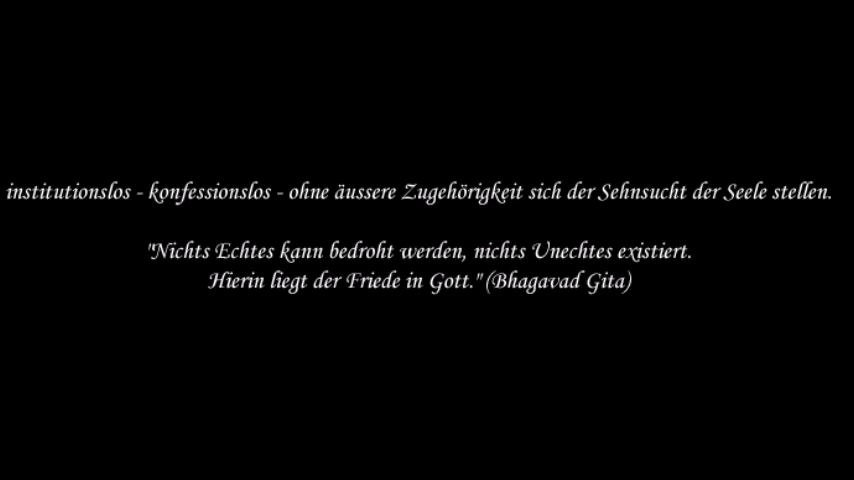 institutionslos - konfessionslos - ohne äussere Zugehörigkeit sich der Sehnsucht der Seele stellen.
"Nichts Echtes kann bedroht werden, nichts Unechtes existiert.
Hierin liegt der Friede in Gott." (Bhagavad Gita)